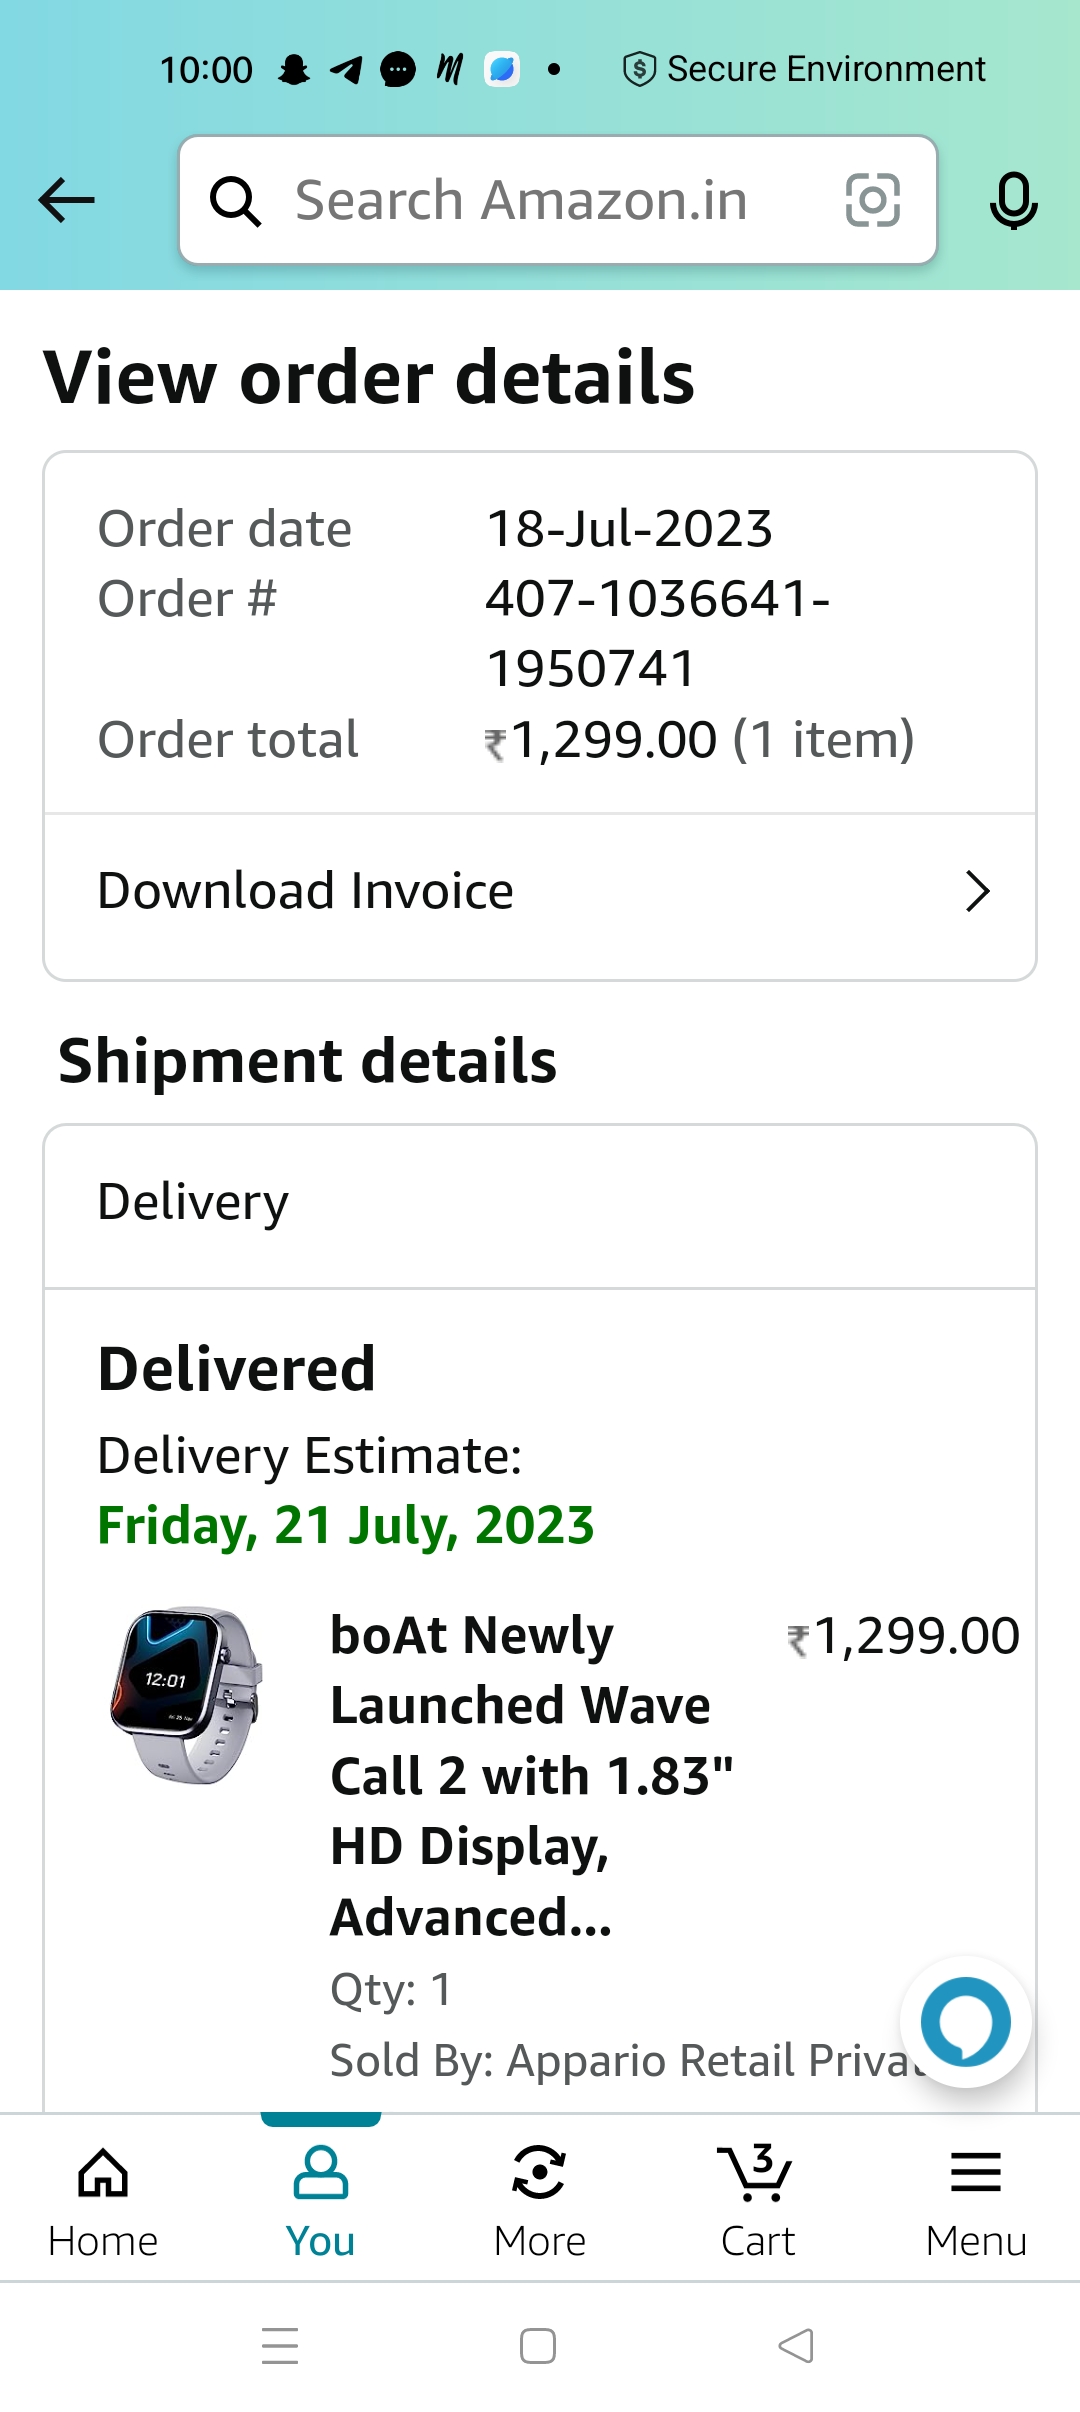 10:00 Secure Environment
Search Amazon.in
View order details
Order date 18-Jul-2023
Order # 407-1036641-
1950741
Order total ₹1,299.00 (1 item)
Download Invoice
Shipment details
Delivery
Delivered
Delivery Estimate:
Friday, 21 July, 2023
12:01
boAt Newly ₹1,299.00
Launched Wave
Call 2 with 1.83"
HD Display,
Advanced...
Qty: 1
Sold By: Appario Retail
3
Home You More Cart Menu